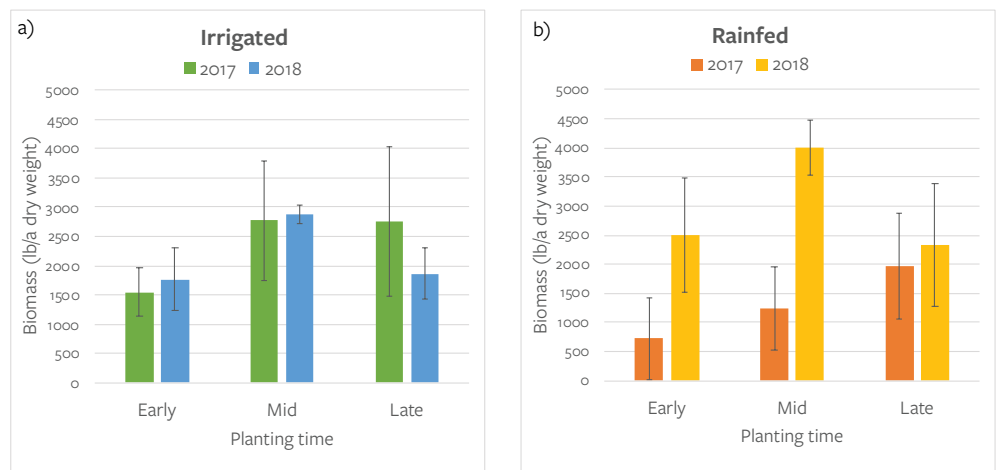 a)
Irrigated
2017 2018
5000
4500
4000
3500
3000
2500
2000
1500
1000
500
0
Biomass (lb/a dry weight)
Early Mid Late
Planting time
b)
Rainfed
2017 2018
5000
4500
4000
3500
3000
2500
2000
1500
1000
500
0
Biomass (lb/a dry weight)
Early Mid Late
Planting time